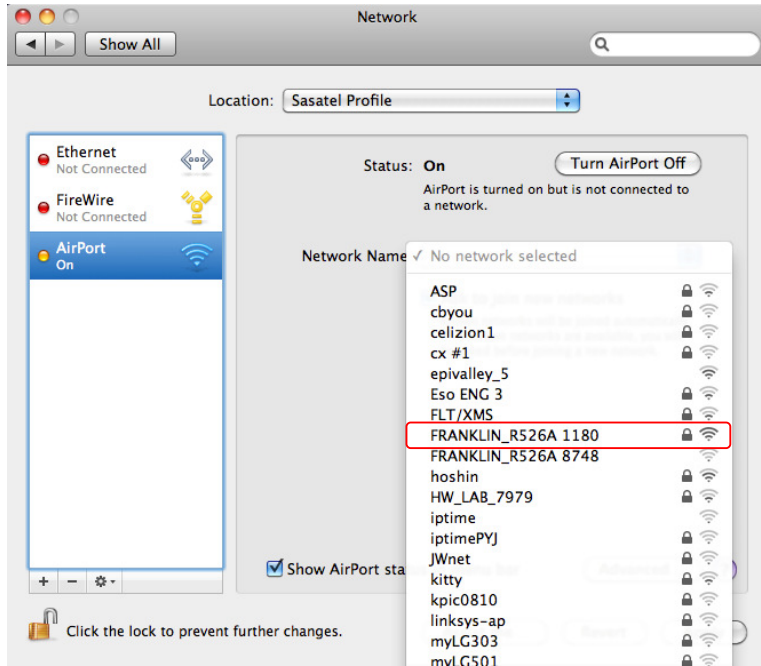 Network
Show All
Location: Sasatel Profile
Ethernet
Not Connected
FireWire
Not Connected
AirPort
On
Status: On
Turn AirPort Off
AirPort is turned on but is not connected to
a network.
Network Name
✓ No network selected
ASP
cbyou
celizion1
cx #1
epivalley_5
Eso ENG 3
FLT/XMS
FRANKLIN_R526A 1180
FRANKLIN_R526A 8748
hoshin
HW_LAB_7979
iptime
iptimePYJ
JWnet
kitty
kpic0810
linksys-ap
myLG303
myLG501
Show AirPort sta
Click the lock to prevent further changes.